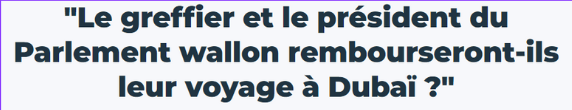 "Le greffier et le président du
Parlement wallon rembourseront-ils
leur voyage à Dubaï ?"